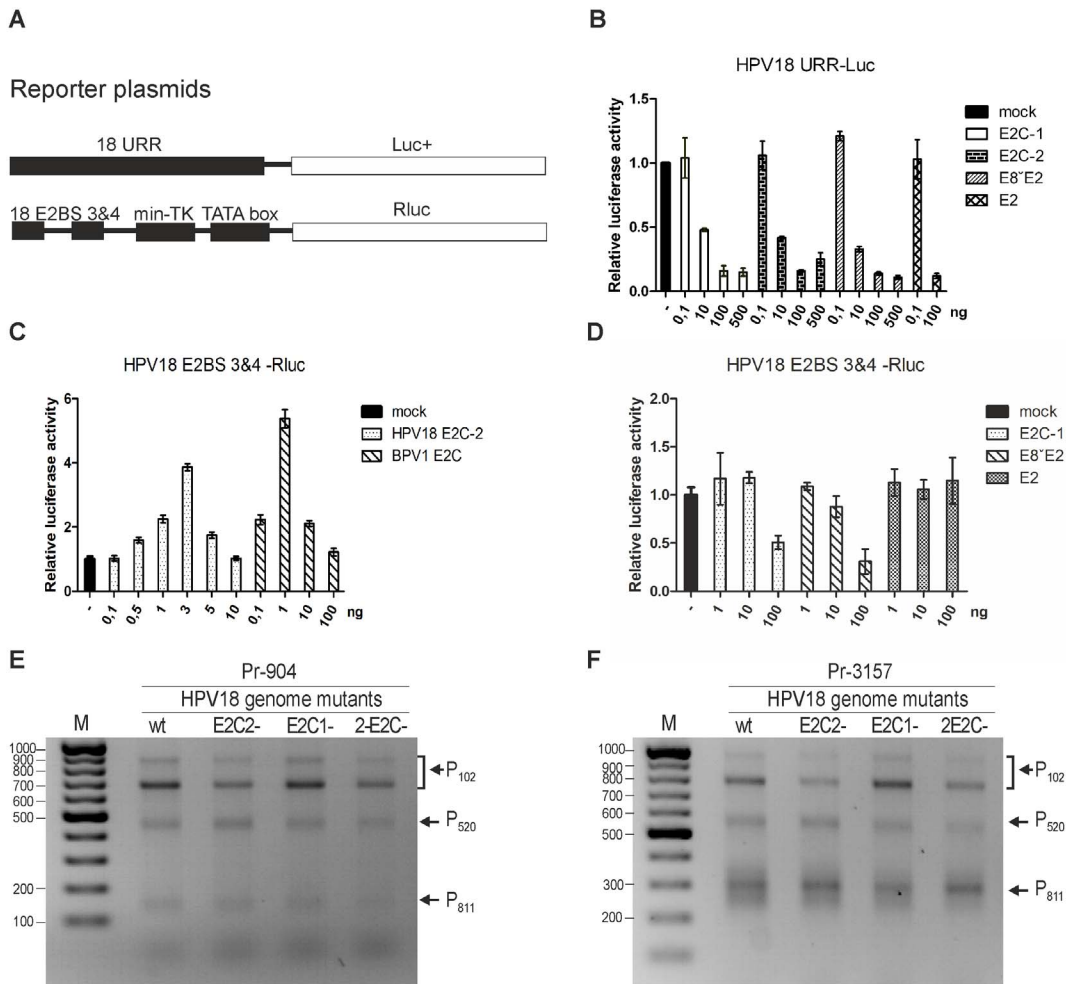 A
Reporter plasmids
18 URR
Luc+
18 E2BS 3&4
min-TK
TATA box
Rluc
B
HPV18 URR-Luc
Relative luciferase activity
1.5
1.0
0.5
0.0
- 0,1 10 100 500 0,1 10 100 500 0,1 10 100 500 0,1 100 ng
mock
E2C-1
E2C-2
E8ˇE2
E2
C
HPV18 E2BS 3&4 -Rluc
Relative luciferase activity
6
4
2
0
- 0,1 0,5 1 3 5 10 0,1 1 10 100 ng
mock
HPV18 E2C-2
BPV1 E2C
D
HPV18 E2BS 3&4 -Rluc
Relative luciferase activity
2.0
1.5
1.0
0.5
0.0
- 1 10 100 1 10 100 1 10 100 ng
mock
E2C-1
E8ˇE2
E2
E
Pr-904
HPV18 genome mutants
M wt E2C2- E2C1- 2-E2C-
1000
900
800
700
600
500
200
100
P102
P520
P811
F
Pr-3157
HPV18 genome mutants
M wt E2C2- E2C1- 2E2C-
1000
900
800
700
600
500
300
200
P102
P520
P811